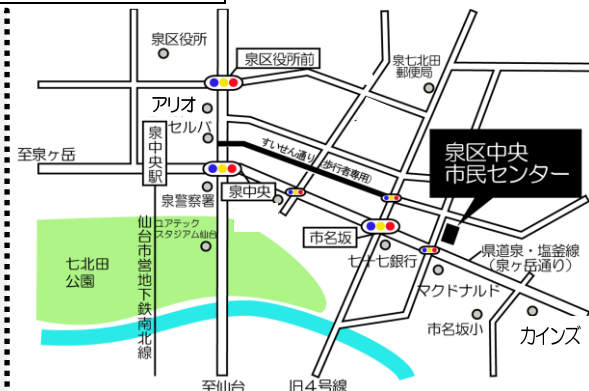 泉区役所
泉区役所前
泉七北田
郵便局
アリオ
セルバ
すいせん通り(歩行者専用)
泉区中央
市民センター
至泉ヶ岳
泉中央駅
泉警察署
泉中央
ユアテック
スタジアム仙台
仙台市営地下鉄南北線
市名坂
七十七銀行
県道泉・塩釜線
(泉ヶ岳通り)
七北田
公園
マクドナルド
市名坂小
カインズ
至仙台
旧4号線